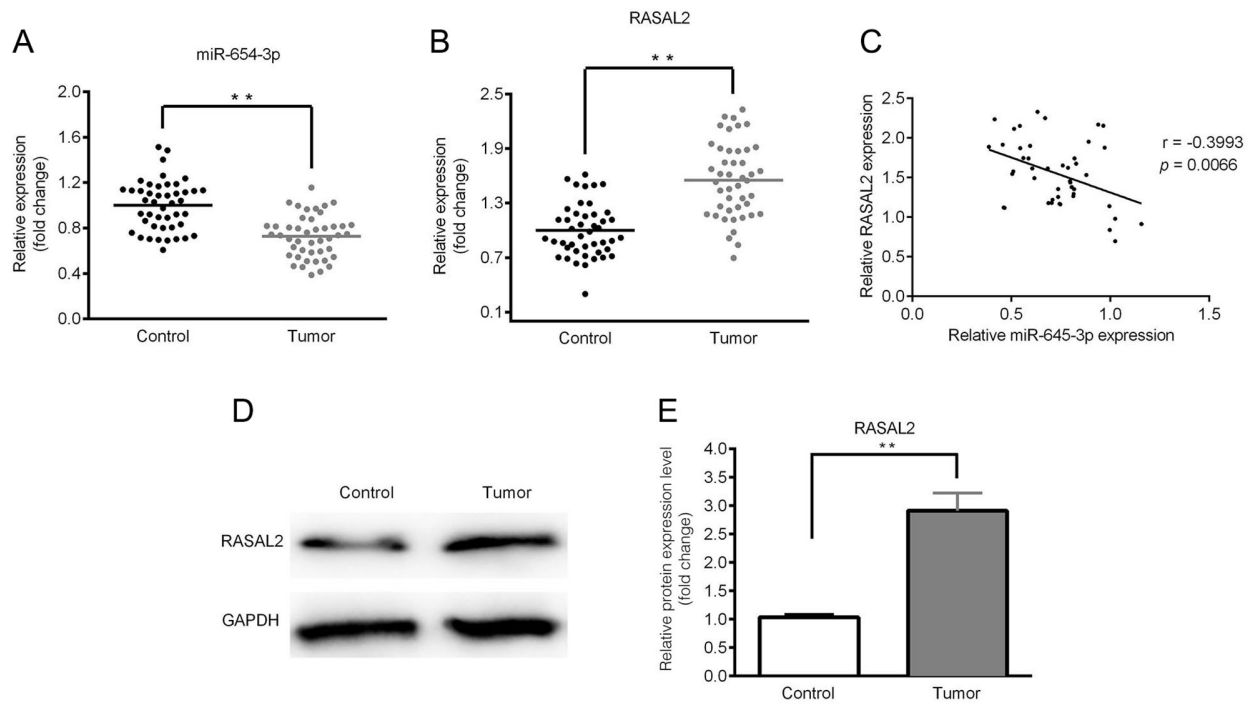 A
miR-654-3p
Relative expression
(fold change)
2.0
1.6
1.2
0.8
0.4
0.0
* *
Control
Tumor
B
RASAL2
Relative expression
(fold change)
2.5
1.9
1.3
0.7
0.1
* *
Control
Tumor
C
Relative RASAL2 expression
2.5
2.0
1.5
1.0
0.5
0.0
0.0
0.5
1.0
1.5
Relative miR-645-3p expression
r = -0.3993
p = 0.0066
D
Control
Tumor
RASAL2
GAPDH
E
RASAL2
Relative protein expression level
(fold change)
4.0
3.5
3.0
2.5
2.0
1.5
1.0
0.5
0.0
**
Control
Tumor